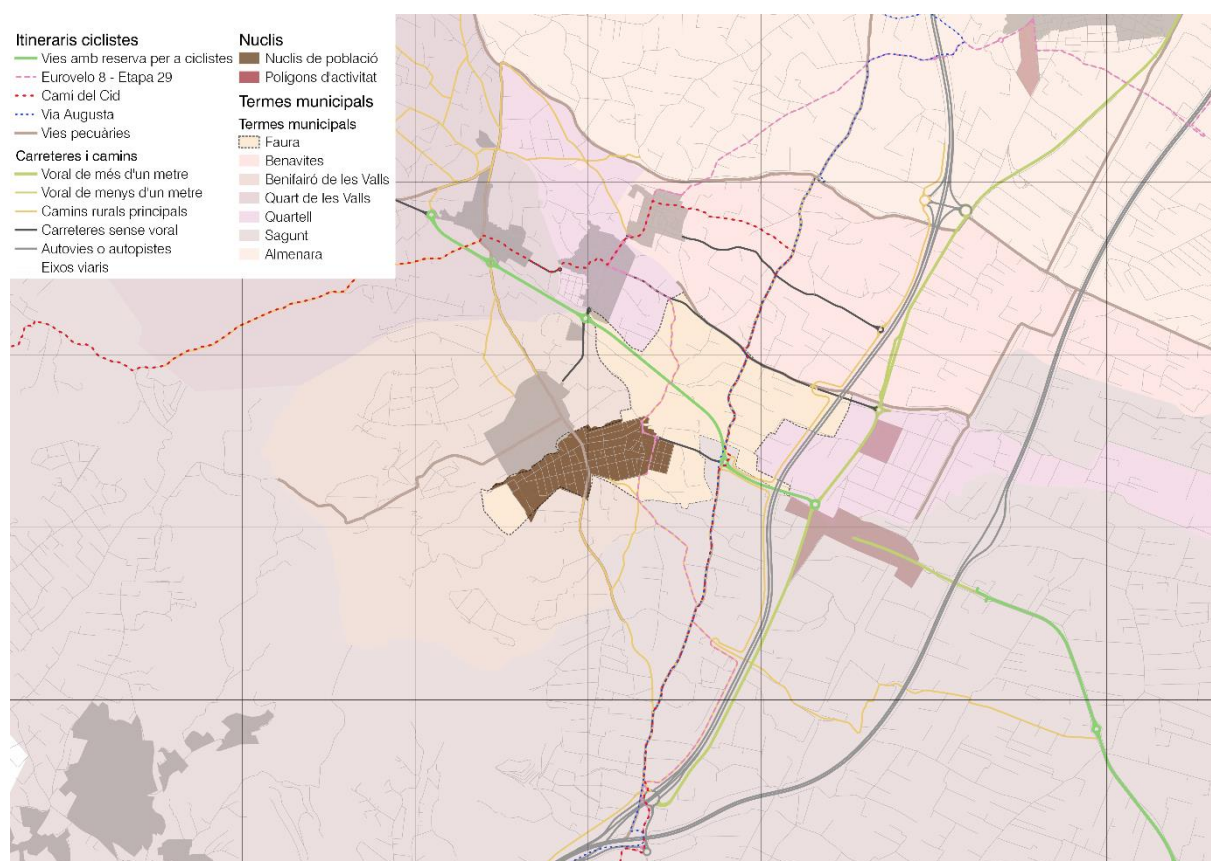 Itineraris ciclistes
Vies amb reserva per a ciclistes
Eurovelo 8 - Etapa 29
Camí del Cid
Via Augusta
Vies pecuàries
Carreteres i camins
Voral de més d'un metre
Voral de menys d'un metre
Camins rurals principals
Carreteres sense voral
Autovies o autopistes
Eixos viaris
Nuclis
Nuclis de població
Polígons d'activitat
Termes municipals
Termes municipals
Faura
Benavites
Benifairó de les Valls
Quart de les Valls
Quartell
Sagunt
Almenara